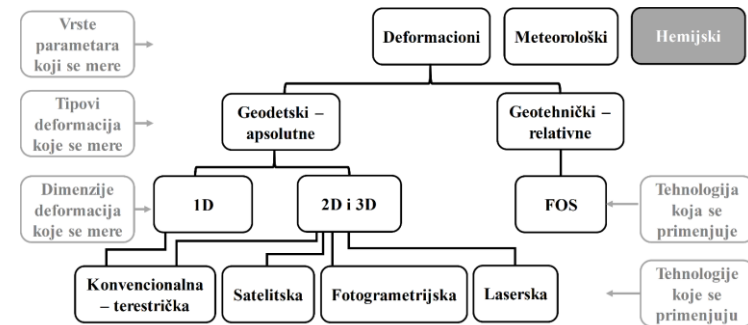 Vrste
parametara
koji se mere
Deformacioni
Meteorološki
Hemijski
Tipovi
deformacija
koje se mere
Geodetski –
apsolutne
Geotehnički –
relativne
Dimenzije
deformacija
koje se mere
1D
2D i 3D
FOS
Tehnologija
koja se
primenjuje
Konvencionalna
– terestrička
Satelitska
Fotogrametrijska
Laserska
Tehnologije
koje se
primenjuju